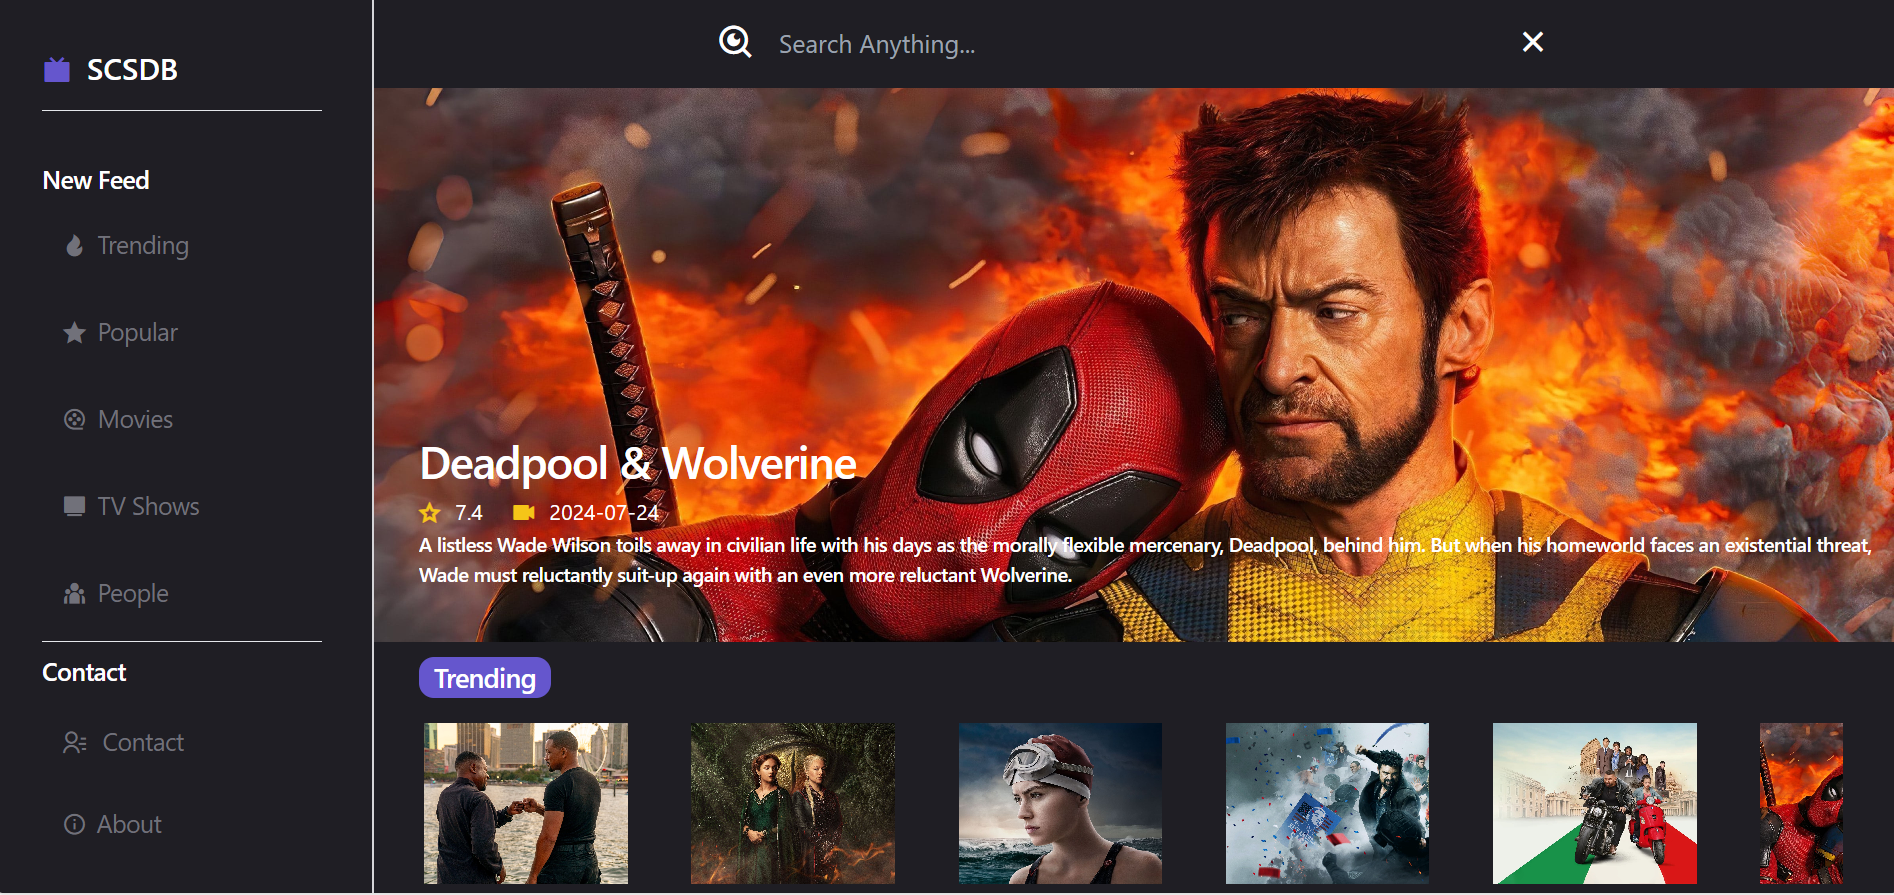 SCSDB
New Feed
Trending
Popular
Movies
TV Shows
People
Contact
Contact
About
Search Anything...
Deadpool & Wolverine
7.4 2024-07-24
A listless Wade Wilson toils away in civilian life with his days as the morally flexible mercenary, Deadpool, behind him. But when his homeworld faces an existential threat,
Wade must reluctantly suit-up again with an even more reluctant Wolverine.
Trending